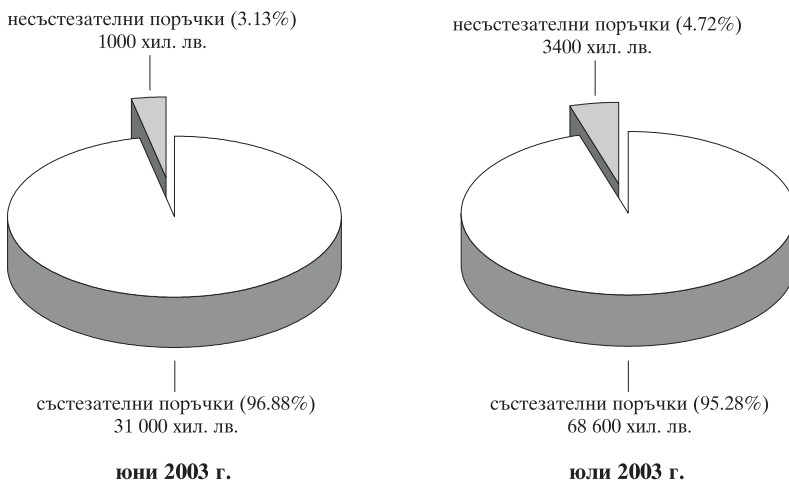 несъстезателни поръчки (3.13%)
1000 хил. лв.
състезателни поръчки (96.88%)
31 000 хил. лв.
юни 2003 г.
несъстезателни поръчки (4.72%)
3400 хил. лв.
състезателни поръчки (95.28%)
68 600 хил. лв.
юли 2003 г.